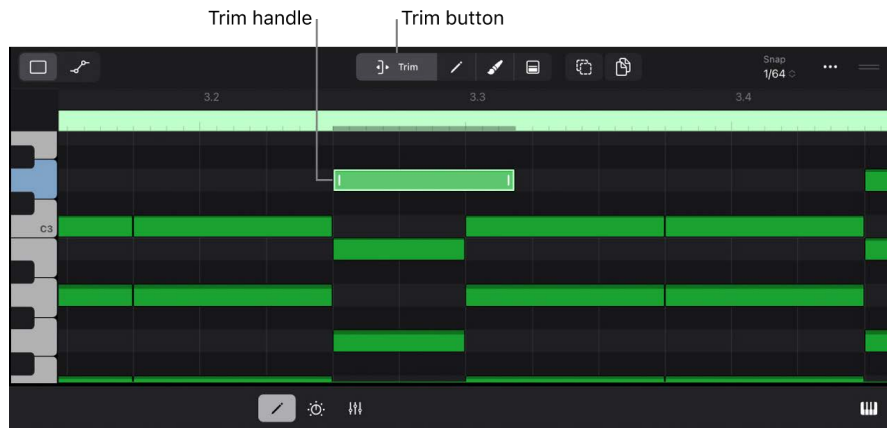 Trim handle
Trim button
Trim
Snap
1/64
3.2
3.3
3.4
C3